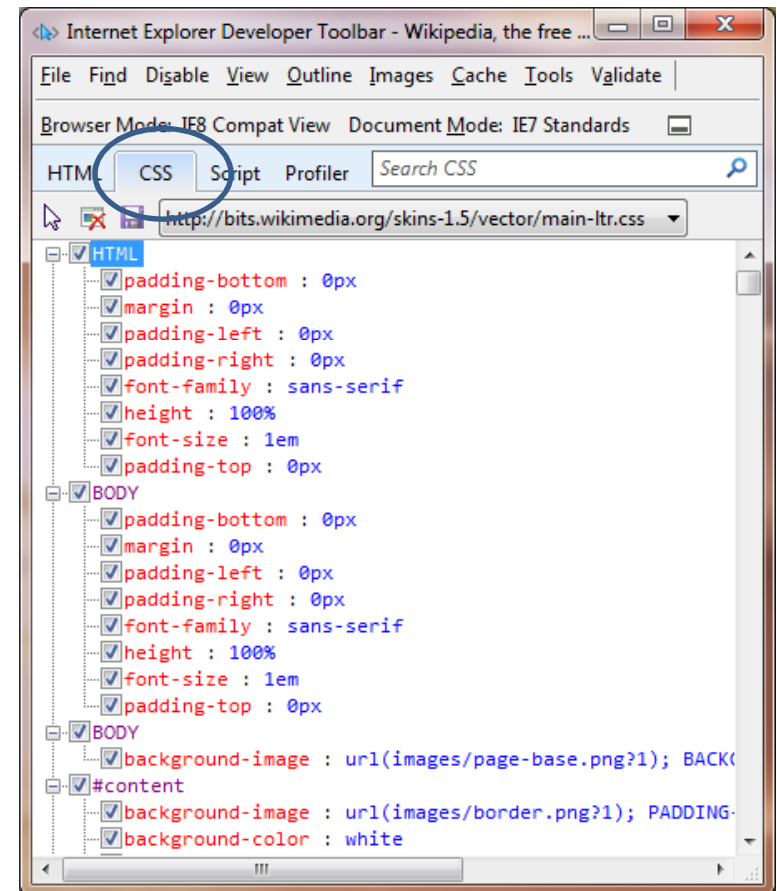 Internet Explorer Developer Toolbar - Wikipedia, the free ...
File Find Disable View Outline Images Cache Tools Validate
Browser Mode: IE8 Compat View Document Mode: IE7 Standards
HTML CSS Script Profiler Search CSS
http://bits.wikimedia.org/skins-1.5/vector/main-ltr.css
HTML
padding-bottom : 0px
margin : 0px
padding-left : 0px
padding-right : 0px
font-family : sans-serif
height : 100%
font-size : 1em
padding-top : 0px
BODY
padding-bottom : 0px
margin : 0px
padding-left : 0px
padding-right : 0px
font-family : sans-serif
height : 100%
font-size : 1em
padding-top : 0px
BODY
background-image : url(images/page-base.png?1); BACK(
#content
background-image : url(images/border.png?1); PADDING-
background-color : white